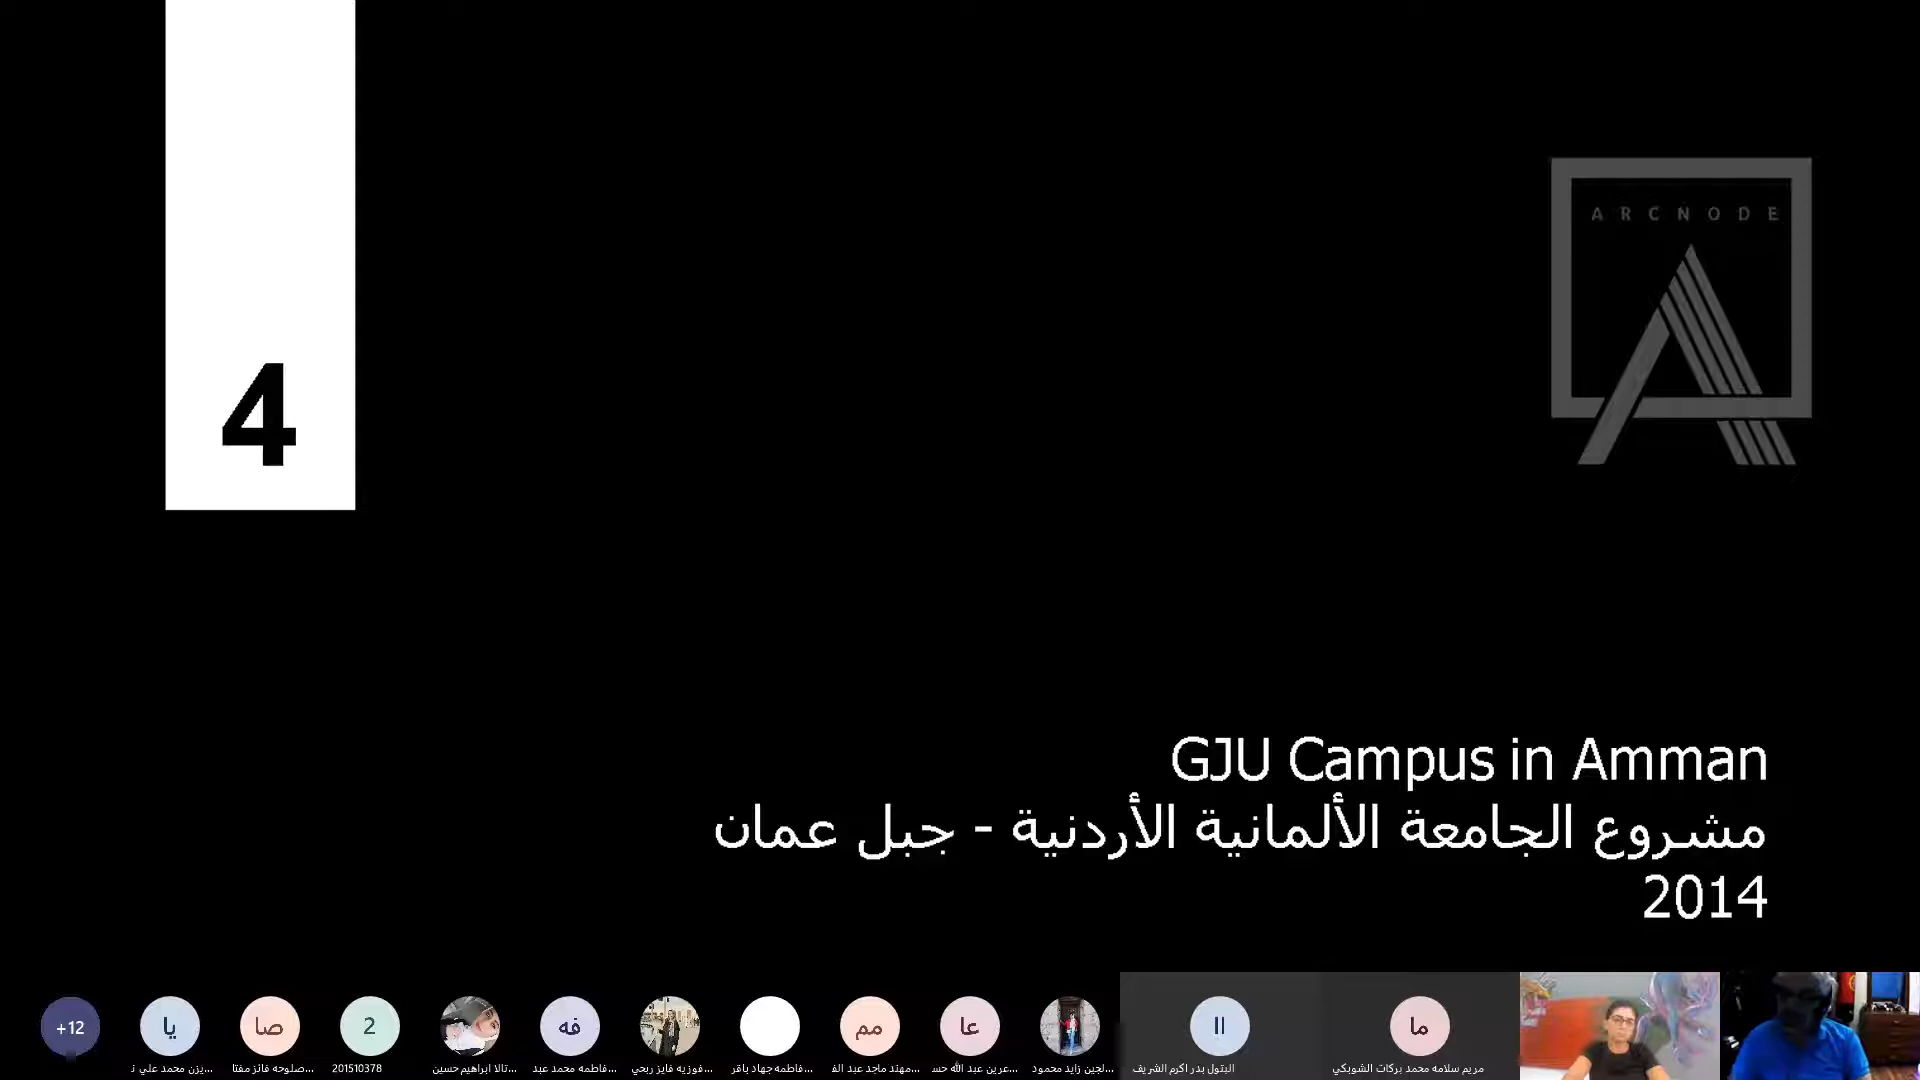 4
ARCNODE
GJU Campus in Amman
مشروع الجامعة الألمانية الأردنية - جبل عمان
2014
+12
يا
صا
2
فه
مم
عا
اا
ما
...يزن محمد علي ن
...صلوحه فائز مفتا
201510378
...تالا ابراهيم حسين
...فاطمه محمد عبد
...فوزيه فايز ربحي
...فاطمه جهاد باقر
...مهند ماجد عبد الف
...عرين عبد الله حس
...لجين زايد محمود
البتول بدر اكرم الشريف
مريم سلامه محمد بركات الشوبكي